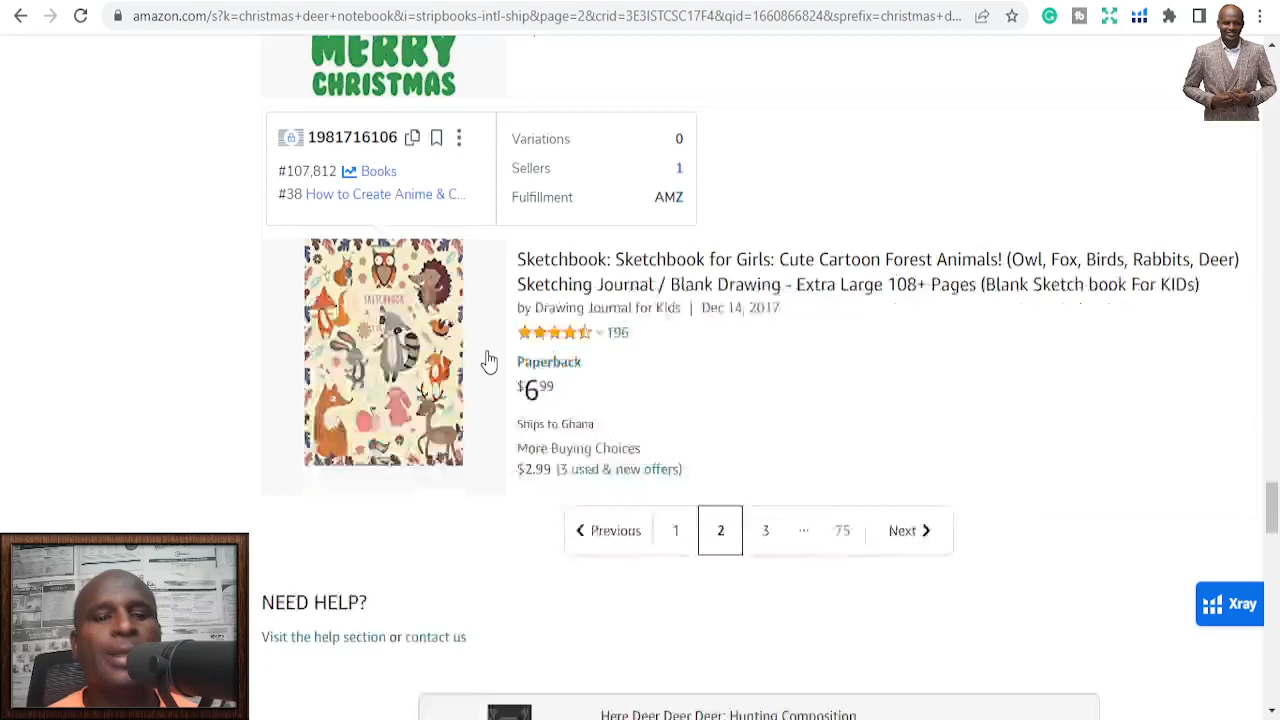 amazon.com/s?k=christmas+deer+notebook&i=stripbooks-intl-ship&page=2&crid=3E3ISTCSC17F4&qid=1660866824&sprefix=christmas+d...
MERRY
CHRISTMAS
1981716106
#107,812 Books
#38 How to Create Anime & C...
Variations 0
Sellers 1
Fulfillment AMZ
SKETCHBOOK
Sketchbook: Sketchbook for Girls: Cute Cartoon Forest Animals! (Owl, Fox, Birds, Rabbits, Deer)
Sketching Journal / Blank Drawing - Extra Large 108+ Pages (Blank Sketch book For KIDs)
by Drawing Journal for Kids | Dec 14, 2017
196
Paperback
$6.99
Ships to Ghana
More Buying Choices
$2.99 (3 used & new offers)
Previous 1 2 3 ... 75 Next
Xray
NEED HELP?
Visit the help section or contact us
Here Deer Deer Deer: Hunting Composition